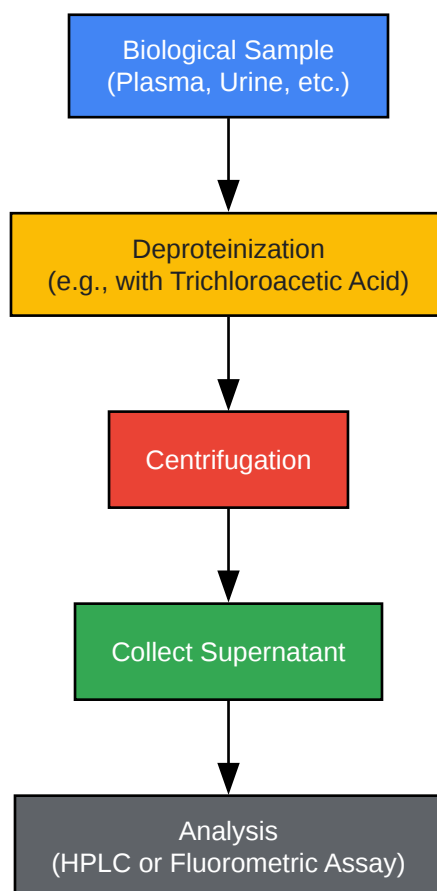 Biological Sample
(Plasma, Urine, etc.)
Deproteinization
(e.g., with Trichloroacetic Acid)
Centrifugation
Collect Supernatant
Analysis
(HPLC or Fluorometric Assay)